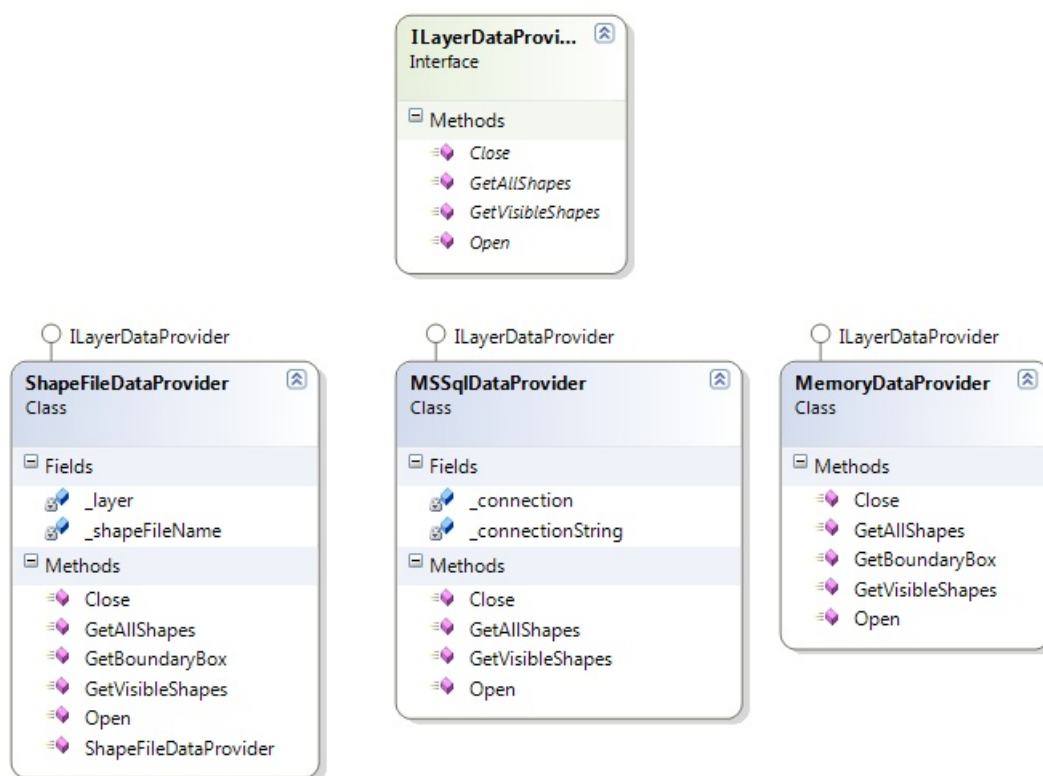 ILayerDataProvi...
Interface
Methods
Close
GetAllShapes
GetVisibleShapes
Open
ILayerDataProvider
ShapeFileDataProvider
Class
Fields
_layer
_shapeFileName
Methods
Close
GetAllShapes
GetBoundaryBox
GetVisibleShapes
Open
ShapeFileDataProvider
ILayerDataProvider
MSSqlDataProvider
Class
Fields
_connection
_connectionString
Methods
Close
GetAllShapes
GetVisibleShapes
Open
ILayerDataProvider
MemoryDataProvider
Class
Methods
Close
GetAllShapes
GetBoundaryBox
GetVisibleShapes
Open